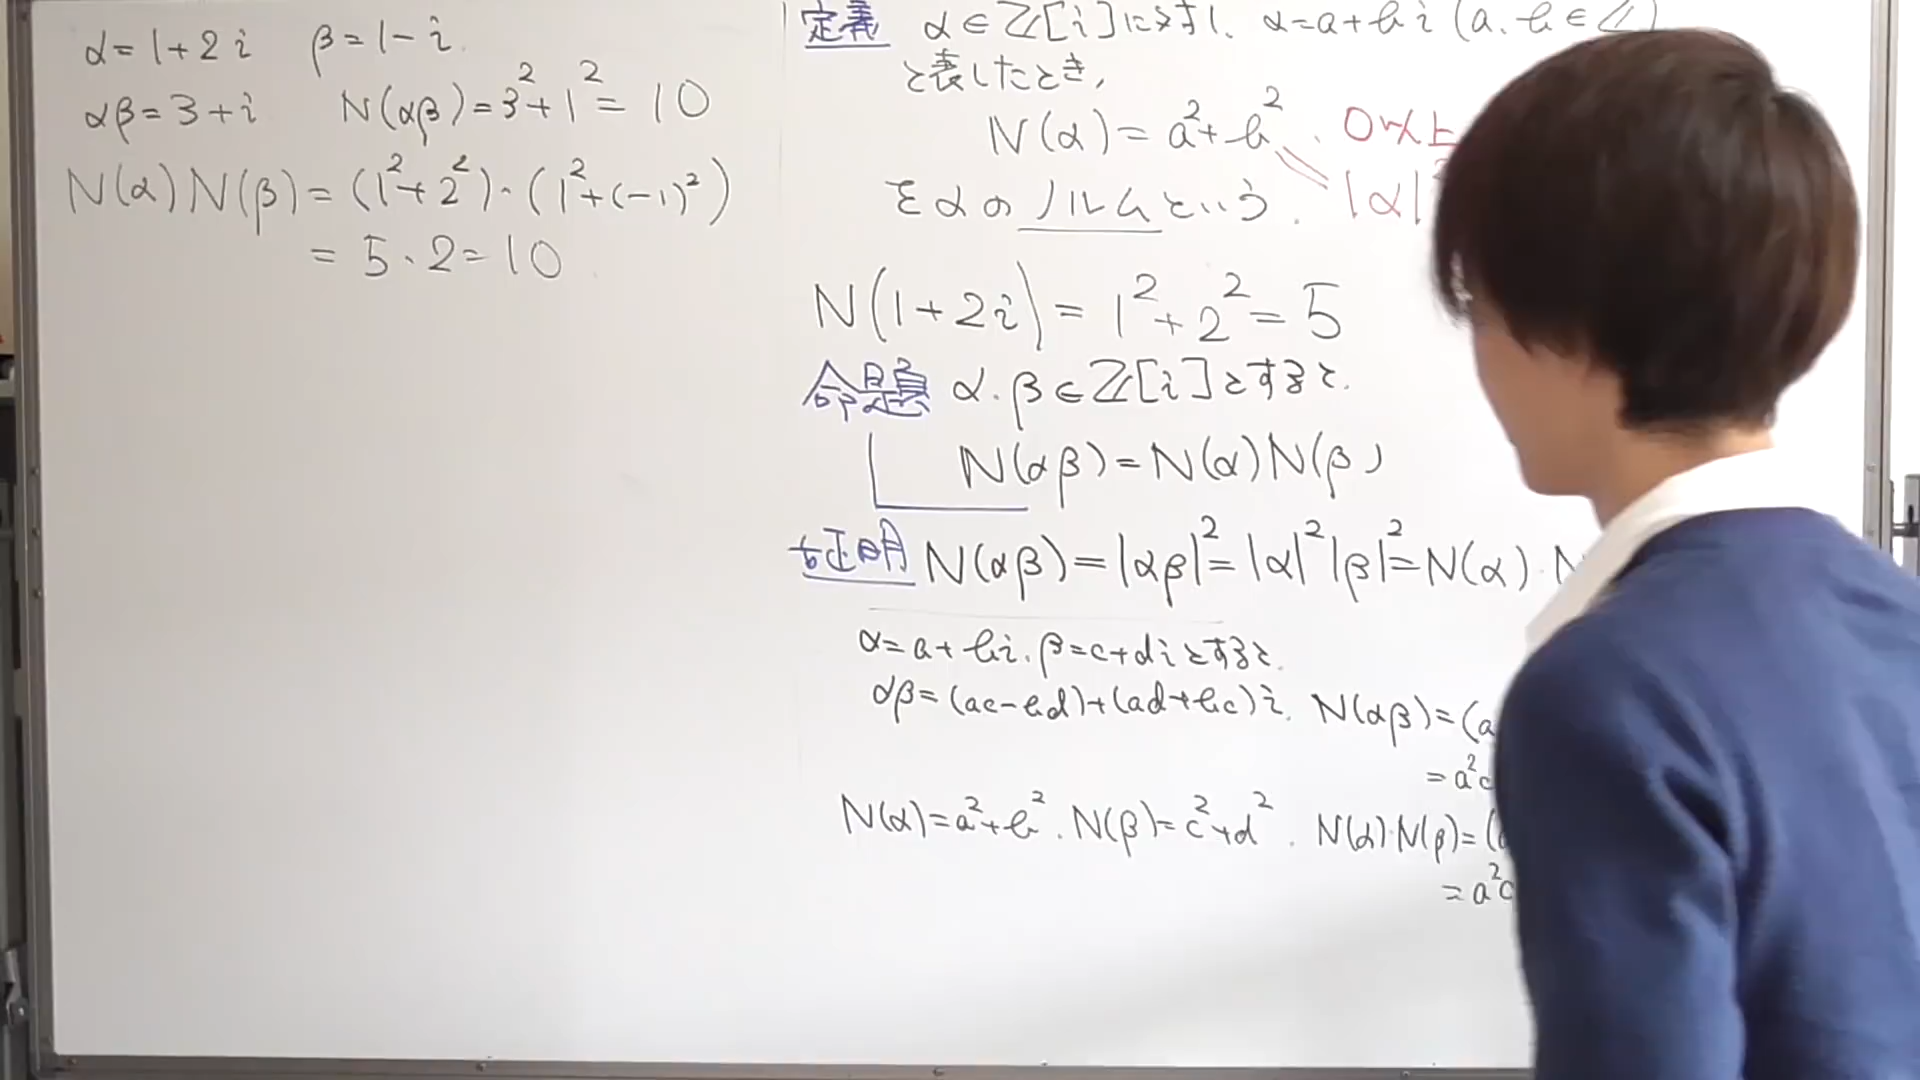 α=1+2i β=1-i.
αβ=3+i N(αβ)=3²+1²=10
N(α)N(β)=(1²+2²)・(1²+(-1)²)
=5・2=10
定義 α∈ℤ[i]に対し、α=a+bi (a,b∈ℤ)
と表したとき,
N(α)=a²+b². 0以上
をαのノルムという. |α|²
N(1+2i)=1²+2²=5
命題 α,β∈ℤ[i]とすると,
N(αβ)=N(α)N(β)
証明 N(αβ)=|αβ|²=|α|²|β|²=N(α)・N
α=a+bi,β=c+diとすると,
αβ=(ac-bd)+(ad+bc)i, N(αβ)=(a
=a²c
N(α)=a²+b², N(β)=c²+d². N(α)・N(β)=(
=a²c